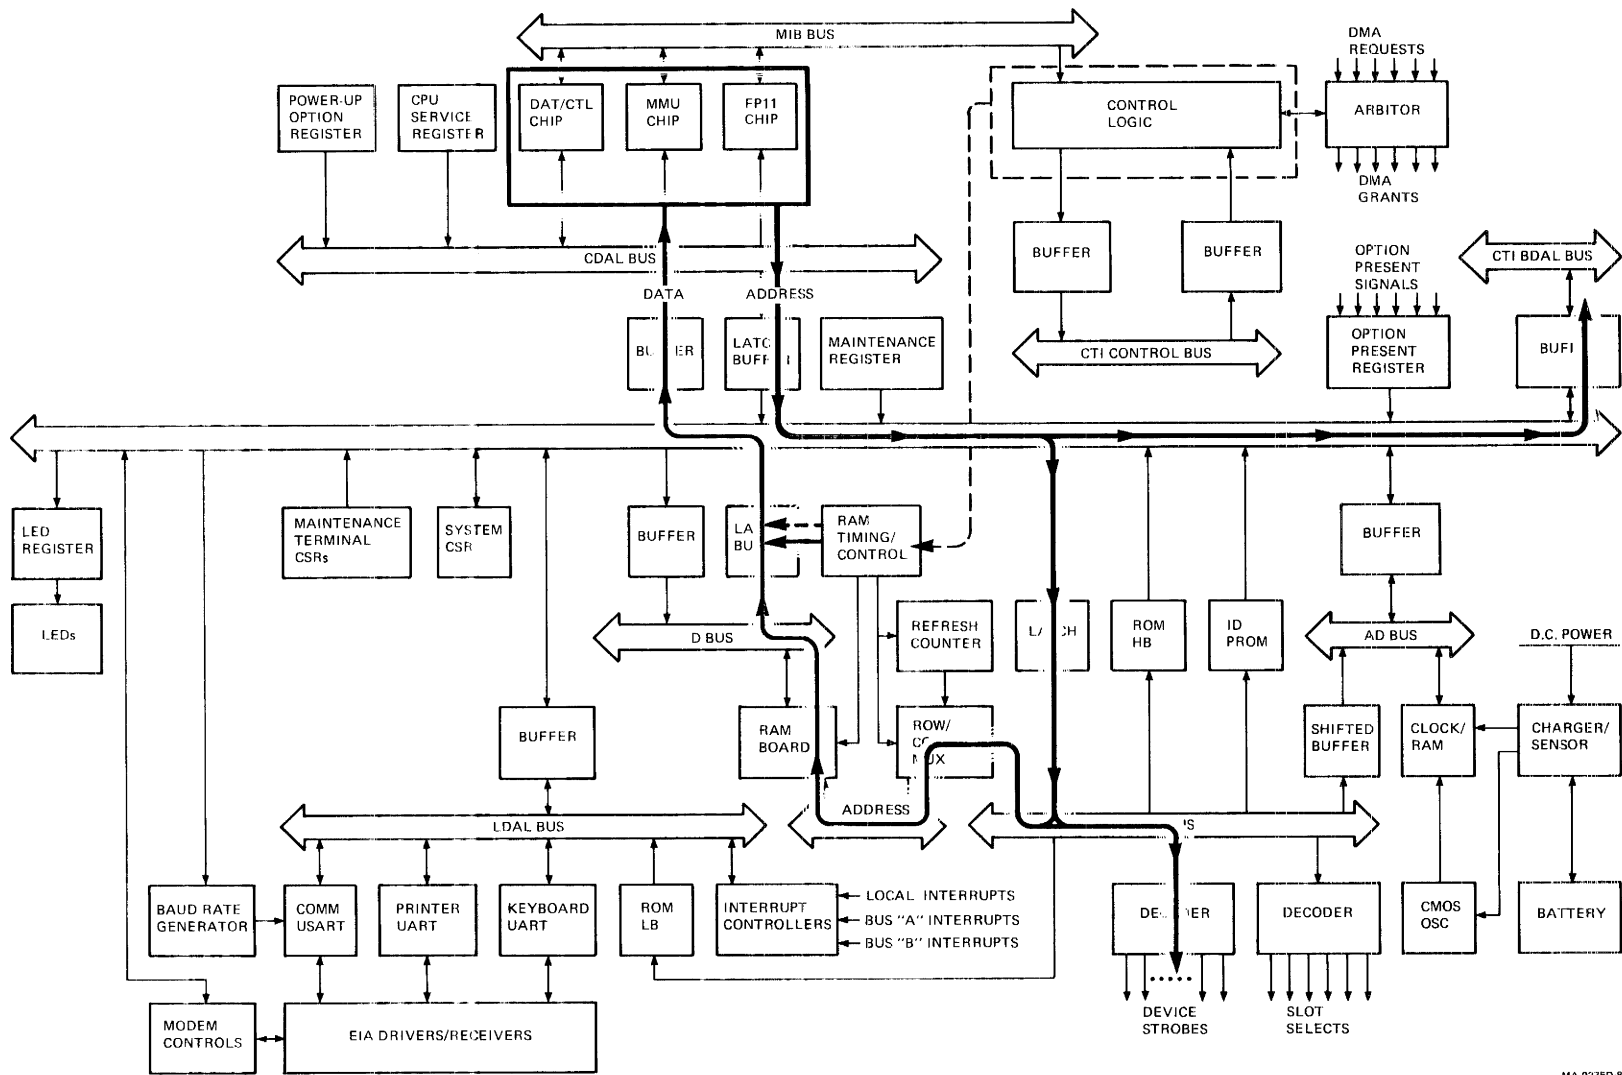 MIB BUS
DMA
REQUESTS
POWER-UP
OPTION
REGISTER
CPU
SERVICE
REGISTER
DAT/CTL
CHIP
MMU
CHIP
FP11
CHIP
CONTROL
LOGIC
ARBITOR
DMA
GRANTS
BUFFER
BUFFER
OPTION
PRESENT
SIGNALS
CTI BDAL BUS
CDAL BUS
DATA
ADDRESS
MAINTENANCE
REGISTER
CTI CONTROL BUS
OPTION
PRESENT
REGISTER
LED
REGISTER
MAINTENANCE
TERMINAL
CSRs
SYSTEM
CSR
BUFFER
LA
BU
RAM
TIMING/
CONTROL
BUFFER
LEDs
D BUS
REFRESH
COUNTER
ROM
HB
ID
PROM
AD BUS
D.C. POWER
BUFFER
RAM
BOARD
ROW/
SHIFTED
BUFFER
CLOCK/
RAM
CHARGER/
SENSOR
LDAL BUS
ADDRESS
BAUD RATE
GENERATOR
COMM
USART
PRINTER
UART
KEYBOARD
UART
ROM
LB
INTERRUPT
CONTROLLERS
LOCAL INTERRUPTS
BUS "A" INTERRUPTS
BUS "B" INTERRUPTS
DECODER
CMOS
OSC
BATTERY
MODEM
CONTROLS
EIA DRIVERS/RECEIVERS
DEVICE
STROBES
SLOT
SELECTS